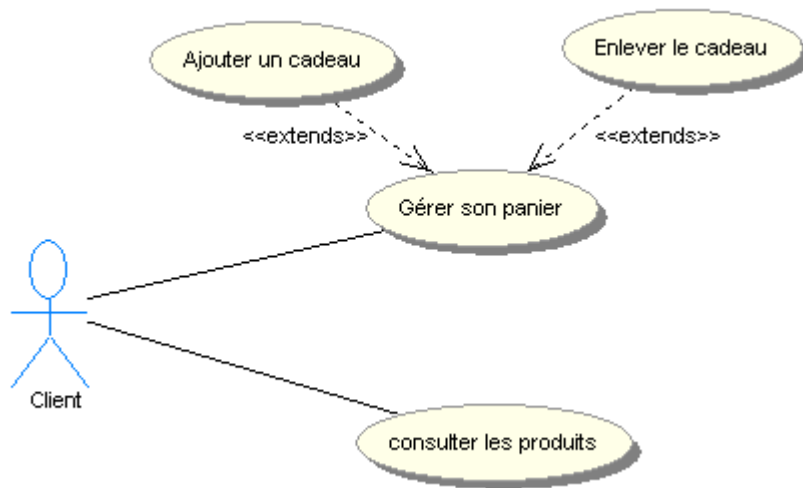 Ajouter un cadeau
Enlever le cadeau
<<extends>>
<<extends>>
Gérer son panier
Client
consulter les produits